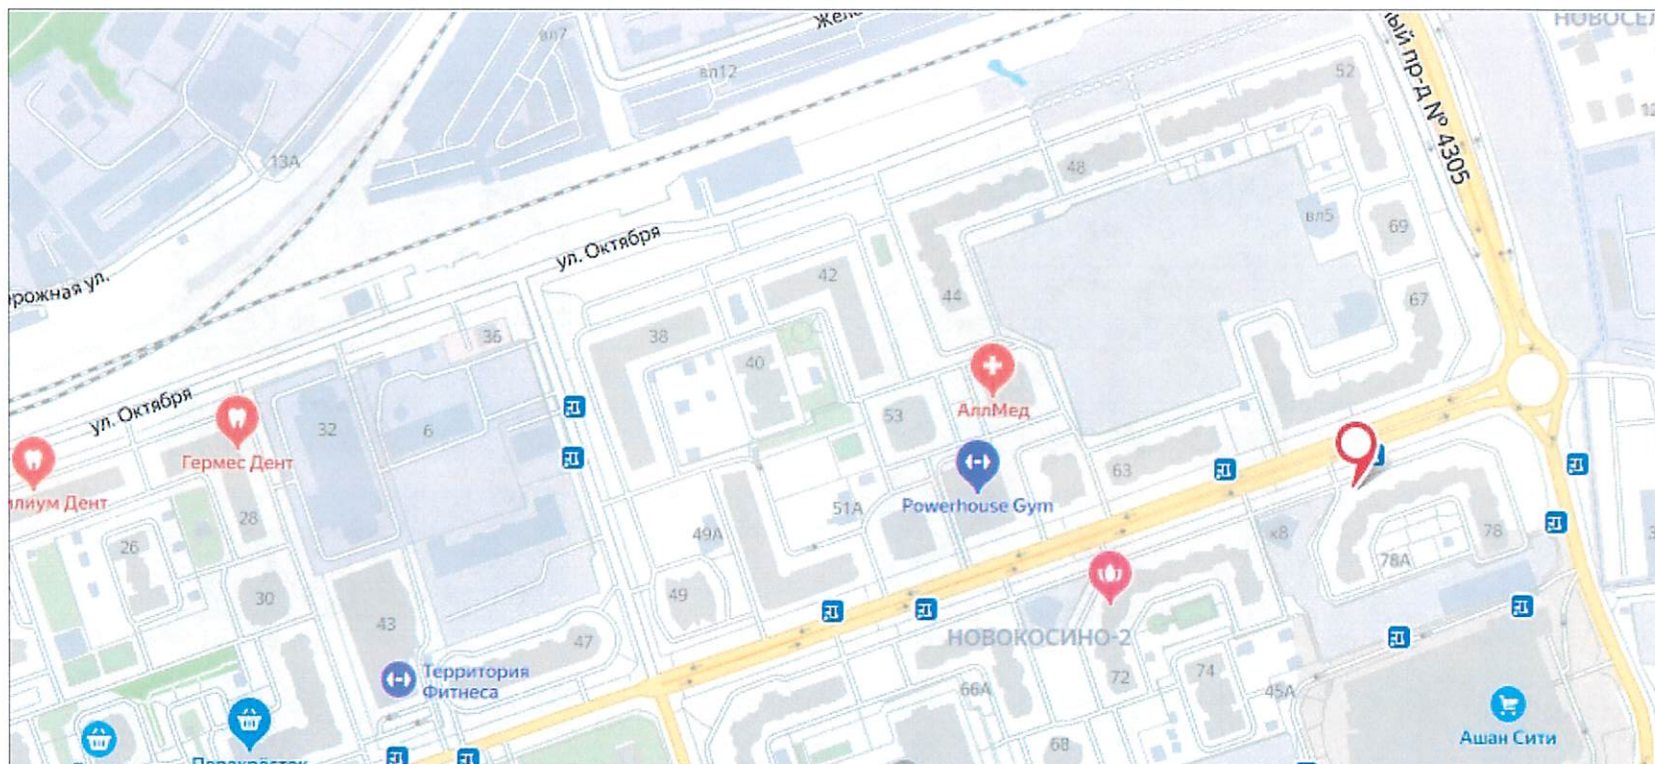 вл7
вл12
52
НОВОСЕЛ
ый пр-д № 4305
13А
48
вл5
69
ул. Октября
рожная ул.
42
44
67
38
36
40
ул. Октября
32
6
53
АллМед
Гермес Дент
63
илиум Дент
Powerhouse Gym
28
51А
49А
26
к8
78
78А
30
49
43
47
НОВОКОСИНО-2
Территория
Фитнеса
66А
72
74
45А
68
Ашан Сити